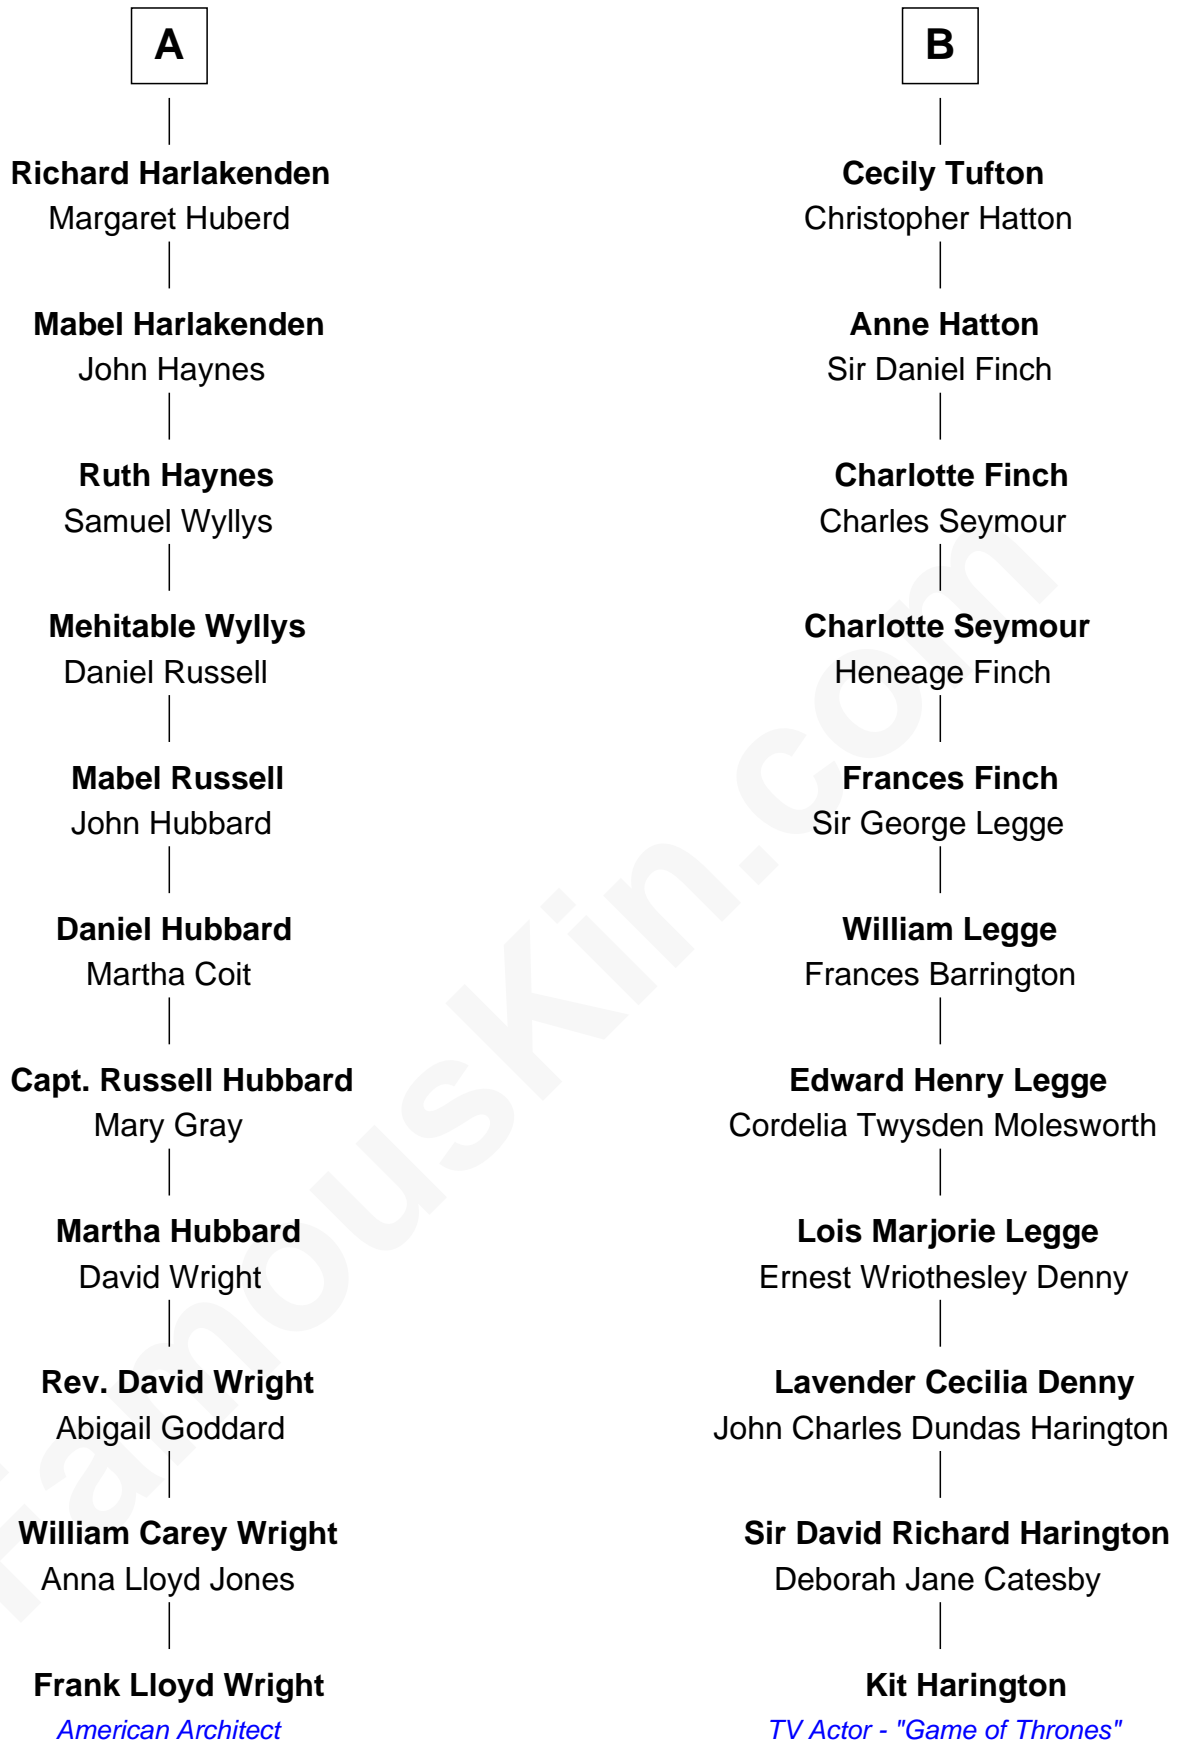 A
Richard Harlakenden
Margaret Huberd
Mabel Harlakenden
John Haynes
Ruth Haynes
Samuel Wyllys
Mehitable Wyllys
Daniel Russell
Mabel Russell
John Hubbard
Daniel Hubbard
Martha Coit
Capt. Russell Hubbard
Mary Gray
Martha Hubbard
David Wright
Rev. David Wright
Abigail Goddard
William Carey Wright
Anna Lloyd Jones
Frank Lloyd Wright
American Architect
B
Cecily Tufton
Christopher Hatton
Anne Hatton
Sir Daniel Finch
Charlotte Finch
Charles Seymour
Charlotte Seymour
Heneage Finch
Frances Finch
Sir George Legge
William Legge
Frances Barrington
Edward Henry Legge
Cordelia Twysden Molesworth
Lois Marjorie Legge
Ernest Wriothesley Denny
Lavender Cecilia Denny
John Charles Dundas Harington
Sir David Richard Harington
Deborah Jane Catesby
Kit Harington
TV Actor - "Game of Thrones"
FamousKin.com